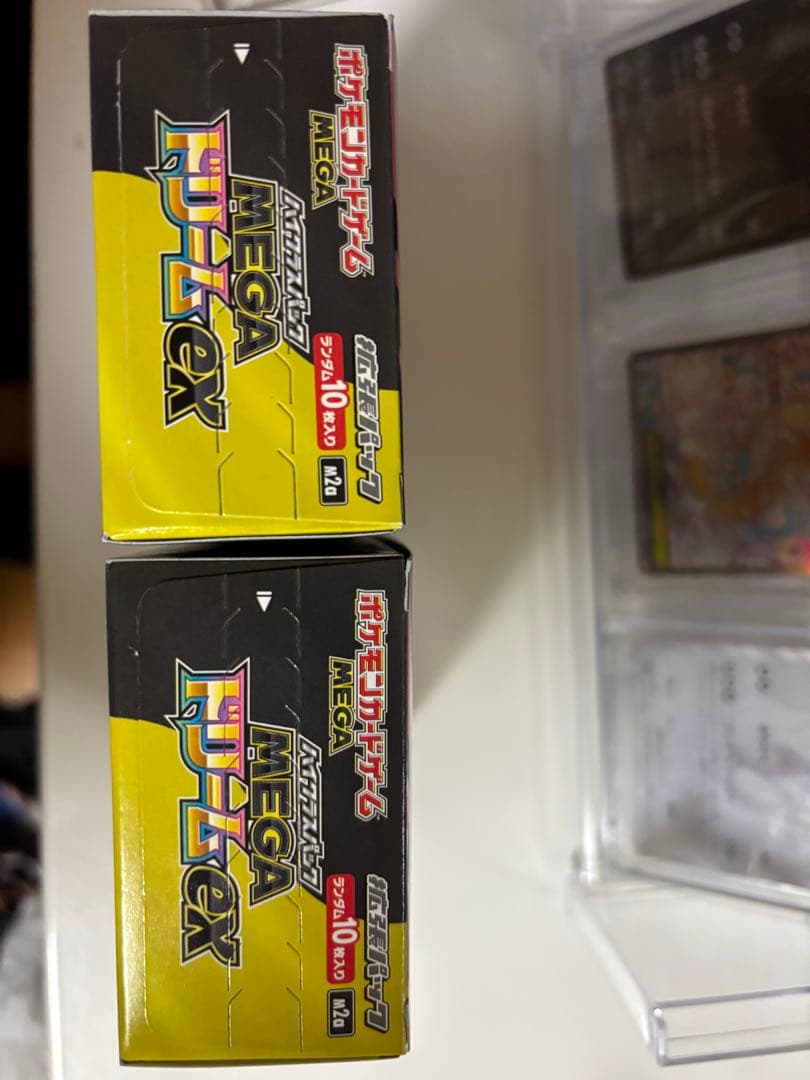 ポケモンカードゲーム
MEGA
拡張パック
ハイクラスパック
MEGA
ドリームex
ランダム10枚入り
M2a
ポケモンカードゲーム
MEGA
拡張パック
ハイクラスパック
MEGA
ドリームex
ランダム10枚入り
M2a